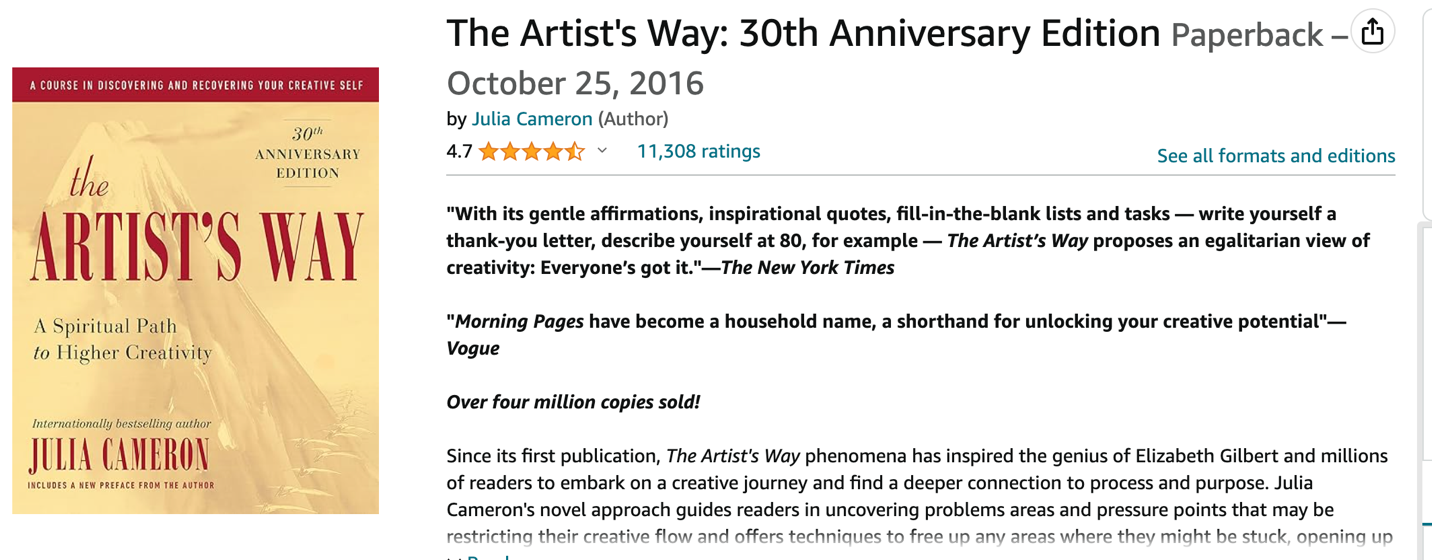 A COURSE IN DISCOVERING AND RECOVERING YOUR CREATIVE SELF
30th
ANNIVERSARY
EDITION
the
ARTIST'S WAY
A Spiritual Path
to Higher Creativity
Internationally bestselling author
JULIA CAMERON
INCLUDES A NEW PREFACE FROM THE AUTHOR
The Artist's Way: 30th Anniversary Edition Paperback –
October 25, 2016
by Julia Cameron (Author)
4.7
11,308 ratings
See all formats and editions
"With its gentle affirmations, inspirational quotes, fill-in-the-blank lists and tasks — write yourself a
thank-you letter, describe yourself at 80, for example — The Artist’s Way proposes an egalitarian view of
creativity: Everyone’s got it."—The New York Times
"Morning Pages have become a household name, a shorthand for unlocking your creative potential"—
Vogue
Over four million copies sold!
Since its first publication, The Artist's Way phenomena has inspired the genius of Elizabeth Gilbert and millions
of readers to embark on a creative journey and find a deeper connection to process and purpose. Julia
Cameron's novel approach guides readers in uncovering problems areas and pressure points that may be
restricting their creative flow and offers techniques to free up any areas where they might be stuck, opening up